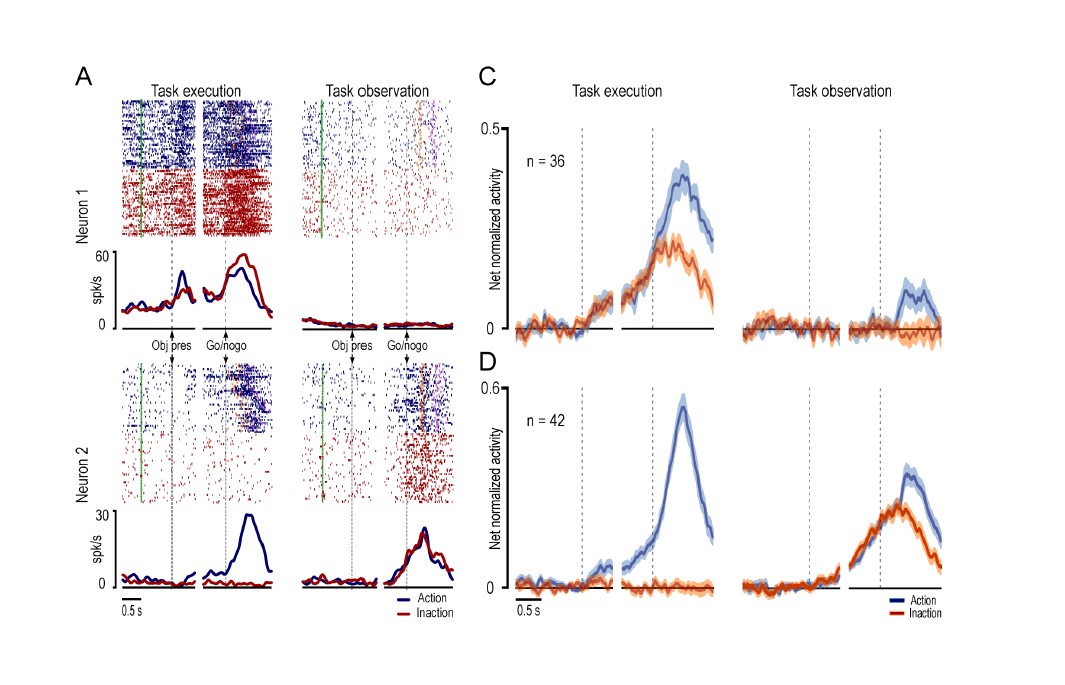 A
Task execution
Task observation
Neuron 1
60
spk/s
0
Obj pres
Go/nogo
Obj pres
Go/nogo
Neuron 2
30
spk/s
0
0.5 s
Action
Inaction
C
Task execution
Task observation
0.5
n = 36
Net normalized activity
0
D
0.6
n = 42
Net normalized activity
0
0.5 s
Action
Inaction